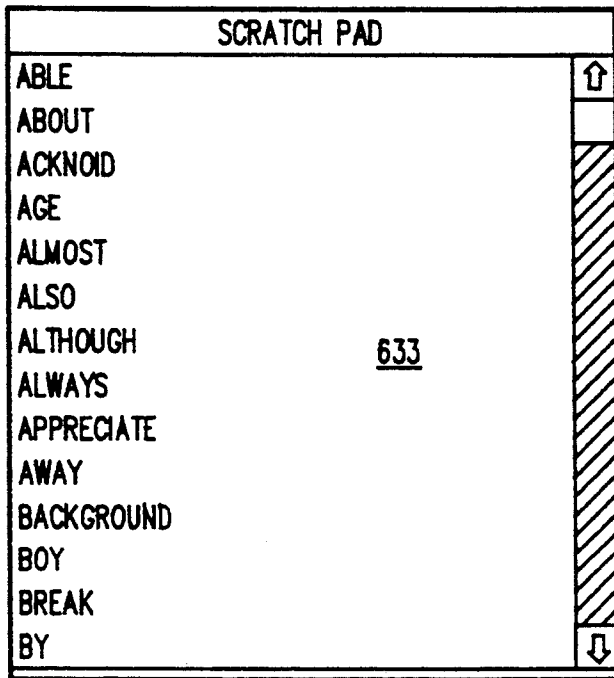 SCRATCH PAD
ABLE
ABOUT
ACKNOID
AGE
ALMOST
ALSO
ALTHOUGH
633
ALWAYS
APPRECIATE
AWAY
BACKGROUND
BOY
BREAK
BY